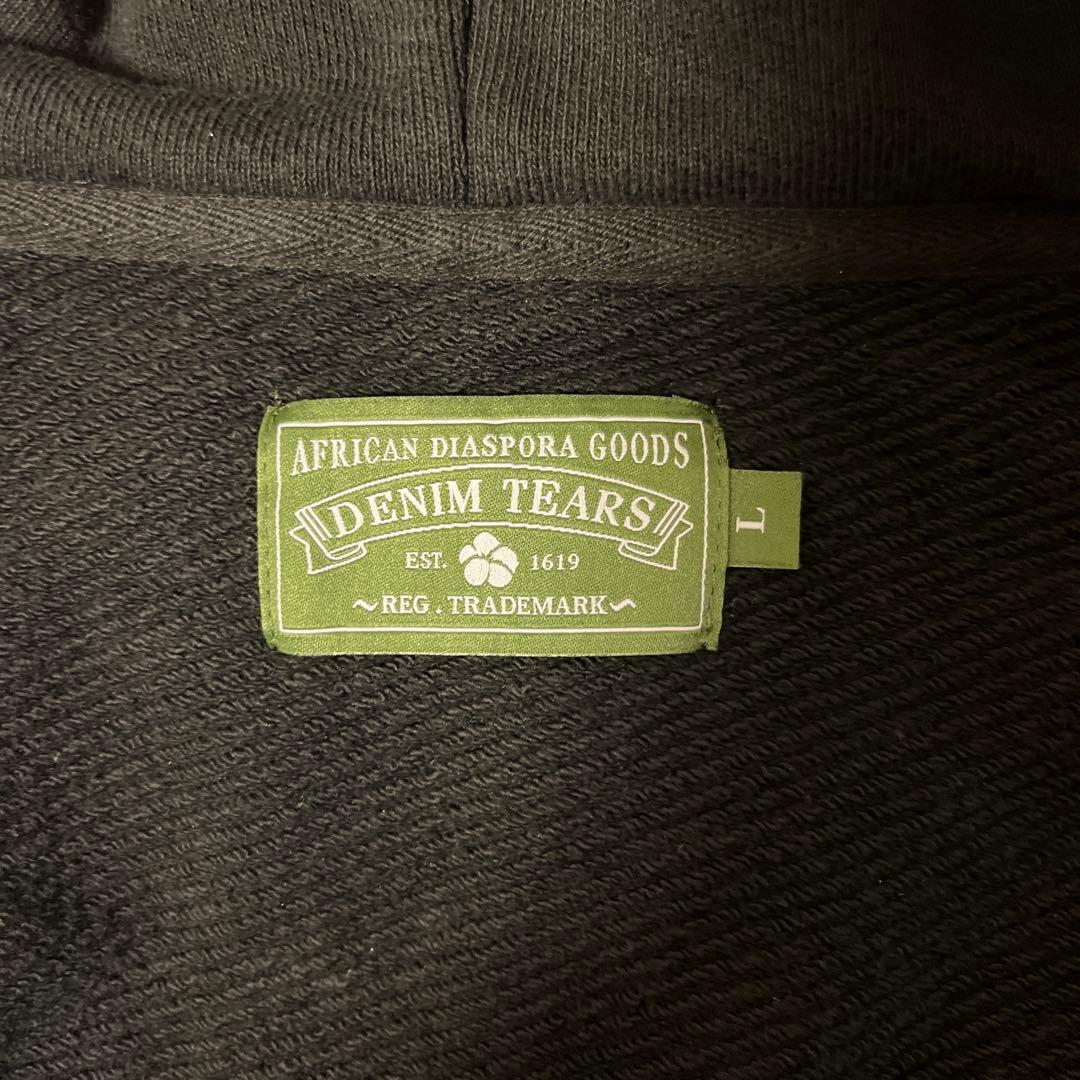 AFRICAN DIASPORA GOODS
DENIM TEARS
EST. 1619
~REG. TRADEMARK~
L